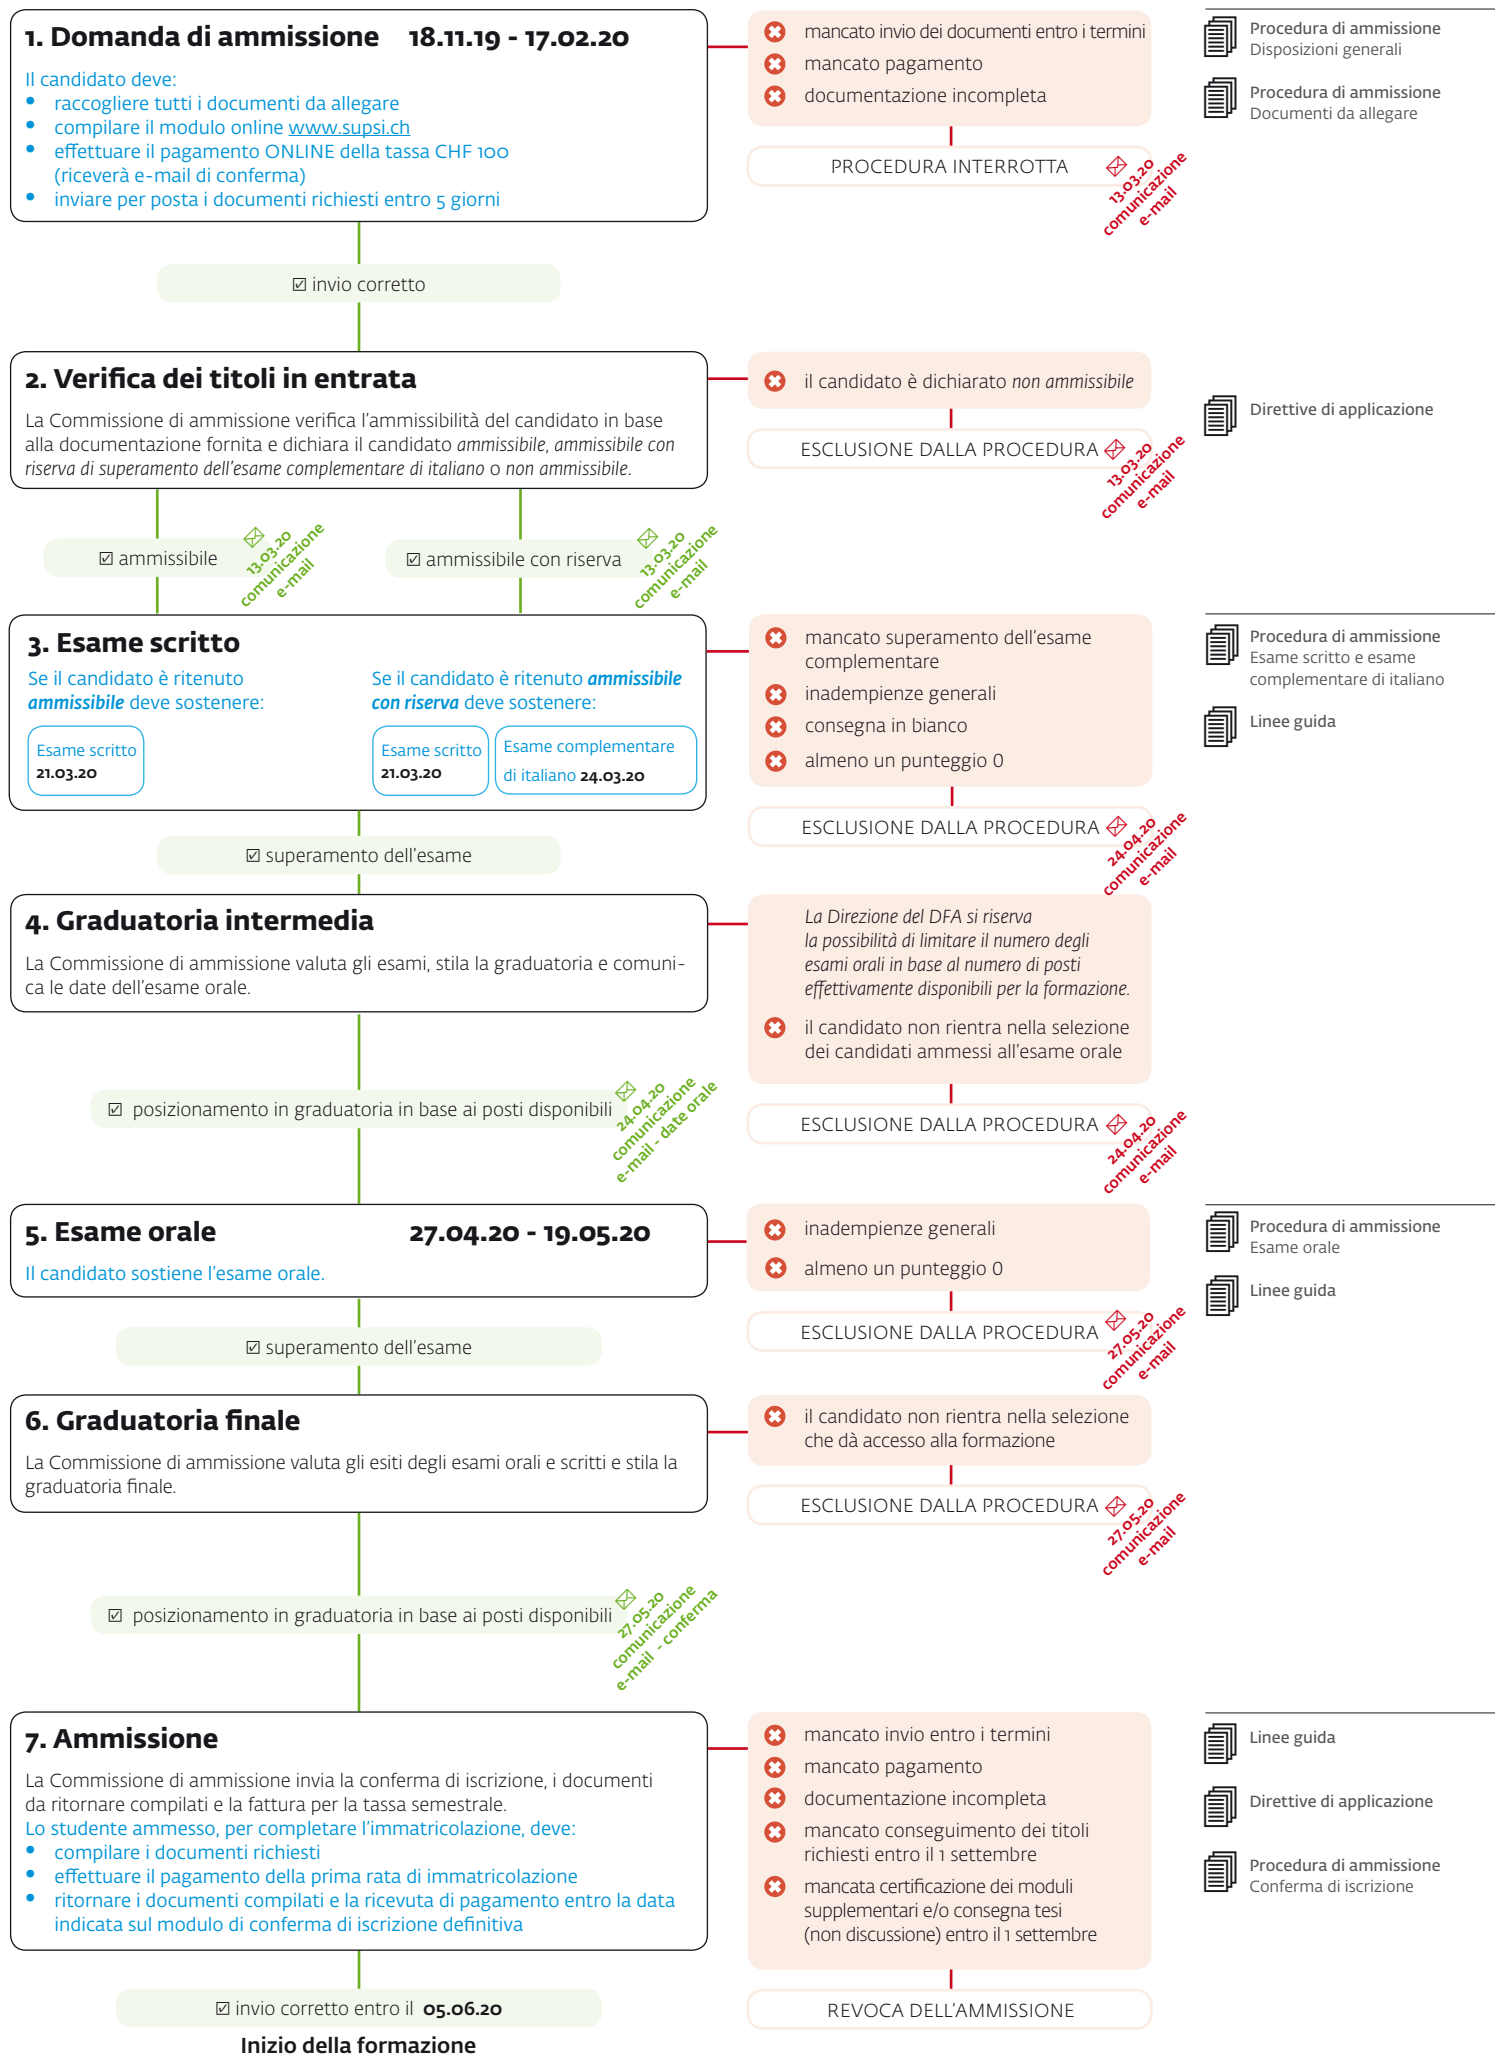 1. Domanda di ammissione 18.11.19 - 17.02.20
Il candidato deve:
• raccogliere tutti i documenti da allegare
• compilare il modulo online www.supsi.ch
• effettuare il pagamento ONLINE della tassa CHF 100
(riceverà e-mail di conferma)
• inviare per posta i documenti richiesti entro 5 giorni
mancato invio dei documenti entro i termini
mancato pagamento
documentazione incompleta
PROCEDURA INTERROTTA
13.03.20
comunicazione
e-mail
Procedura di ammissione
Disposizioni generali
Procedura di ammissione
Documenti da allegare
☑ invio corretto
2. Verifica dei titoli in entrata
La Commissione di ammissione verifica l'ammissibilità del candidato in base
alla documentazione fornita e dichiara il candidato ammissibile, ammissibile con
riserva di superamento dell'esame complementare di italiano o non ammissibile.
il candidato è dichiarato non ammissibile
ESCLUSIONE DALLA PROCEDURA
13.03.20
comunicazione
e-mail
Direttive di applicazione
☑ ammissibile
13.03.20
comunicazione
e-mail
☑ ammissibile con riserva
13.03.20
comunicazione
e-mail
3. Esame scritto
Se il candidato è ritenuto
ammissibile deve sostenere:
Esame scritto
21.03.20
Se il candidato è ritenuto ammissibile
con riserva deve sostenere:
Esame scritto
21.03.20
Esame complementare
di italiano 24.03.20
mancato superamento dell'esame
complementare
inadempienze generali
consegna in bianco
almeno un punteggio 0
ESCLUSIONE DALLA PROCEDURA
24.04.20
comunicazione
e-mail
Procedura di ammissione
Esame scritto e esame
complementare di italiano
Linee guida
☑ superamento dell'esame
4. Graduatoria intermedia
La Commissione di ammissione valuta gli esami, stila la graduatoria e comuni-
ca le date dell'esame orale.
La Direzione del DFA si riserva
la possibilità di limitare il numero degli
esami orali in base al numero di posti
effettivamente disponibili per la formazione.
il candidato non rientra nella selezione
dei candidati ammessi all'esame orale
ESCLUSIONE DALLA PROCEDURA
24.04.20
comunicazione
e-mail
☑ posizionamento in graduatoria in base ai posti disponibili
24.04.20
comunicazione
e-mail - date orale
5. Esame orale 27.04.20 - 19.05.20
Il candidato sostiene l'esame orale.
inadempienze generali
almeno un punteggio 0
ESCLUSIONE DALLA PROCEDURA
27.05.20
comunicazione
e-mail
Procedura di ammissione
Esame orale
Linee guida
☑ superamento dell'esame
6. Graduatoria finale
La Commissione di ammissione valuta gli esiti degli esami orali e scritti e stila la
graduatoria finale.
il candidato non rientra nella selezione
che dà accesso alla formazione
ESCLUSIONE DALLA PROCEDURA
27.05.20
comunicazione
e-mail
☑ posizionamento in graduatoria in base ai posti disponibili
27.05.20
comunicazione
e-mail - conferma
7. Ammissione
La Commissione di ammissione invia la conferma di iscrizione, i documenti
da ritornare compilati e la fattura per la tassa semestrale.
Lo studente ammesso, per completare l'immatricolazione, deve:
• compilare i documenti richiesti
• effettuare il pagamento della prima rata di immatricolazione
• ritornare i documenti compilati e la ricevuta di pagamento entro la data
indicata sul modulo di conferma di iscrizione definitiva
mancato invio entro i termini
mancato pagamento
documentazione incompleta
mancato conseguimento dei titoli
richiesti entro il 1 settembre
mancata certificazione dei moduli
supplementari e/o consegna tesi
(non discussione) entro il 1 settembre
REVOCA DELL'AMMISSIONE
Linee guida
Direttive di applicazione
Procedura di ammissione
Conferma di iscrizione
☑ invio corretto entro il 05.06.20
Inizio della formazione